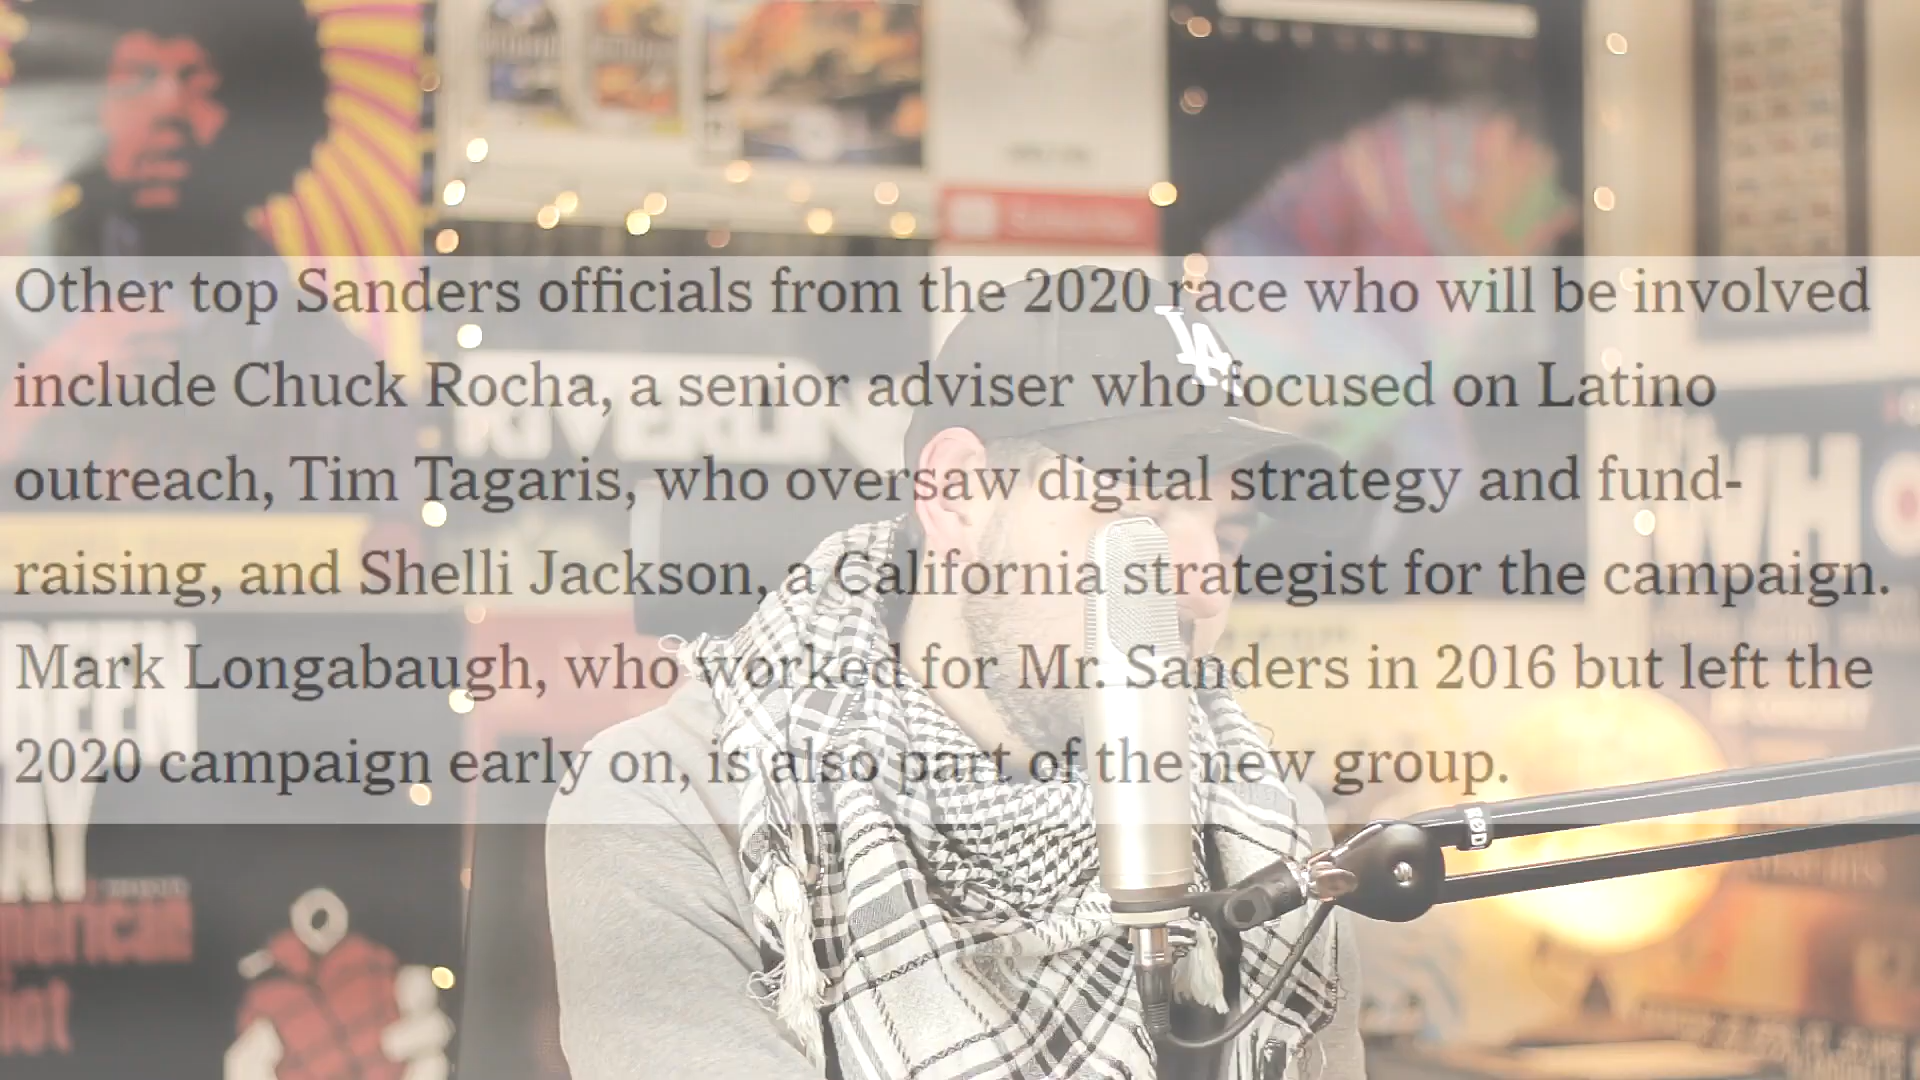 Other top Sanders officials from the 2020 race who will be involved
include Chuck Rocha, a senior adviser who focused on Latino
outreach, Tim Tagaris, who oversaw digital strategy and fund-
raising, and Shelli Jackson, a California strategist for the campaign.
Mark Longabaugh, who worked for Mr. Sanders in 2016 but left the
2020 campaign early on, is also part of the new group.
LA
RØDE